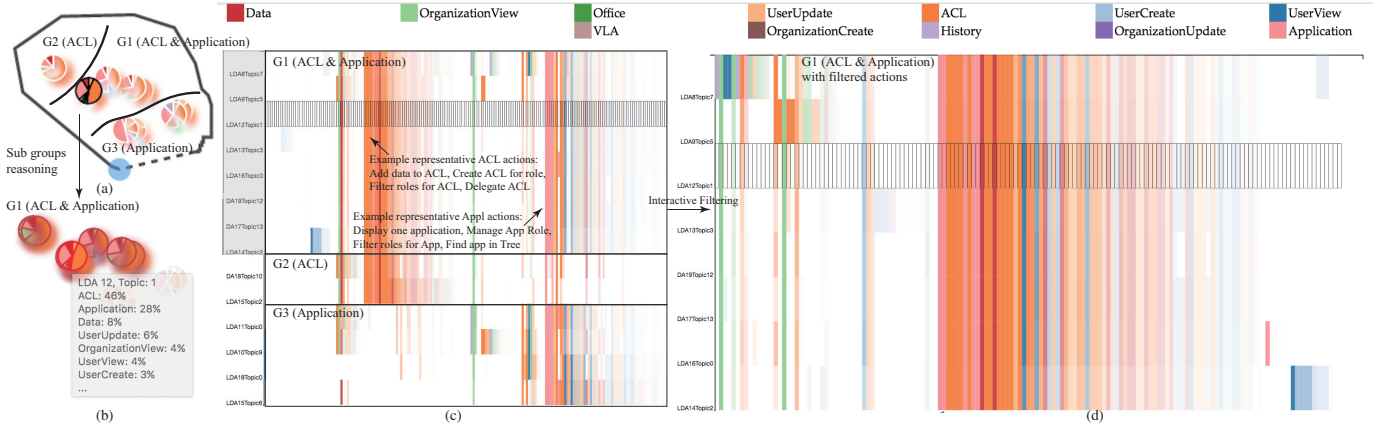 Data
OrganizationView
Office
UserUpdate
ACL
UserCreate
UserView
VLA
OrganizationCreate
History
OrganizationUpdate
Application
G2 (ACL)
G1 (ACL & Application)
G3 (Application)
Sub groups
reasoning
(a)
G1 (ACL & Application)
LDA 12, Topic: 1
ACL: 46%
Application: 28%
Data: 8%
UserUpdate: 6%
OrganizationView: 4%
UserView: 4%
UserCreate: 3%
...
(b)
G1 (ACL & Application)
LDA8Topic7
LDA9Topic5
LDA12Topic1
LDA13Topic3
LDA16Topic0
DA19Topic12
DA17Topic13
LDA14Topic2
Example representative ACL actions:
Add data to ACL, Create ACL for role,
Filter roles for ACL, Delegate ACL
Example representative Appl actions:
Display one application, Manage App Role,
Filter roles for App, Find app in Tree
G2 (ACL)
DA18Topic10
LDA15Topic2
G3 (Application)
LDA11Topic0
LDA10Topic9
LDA18Topic0
LDA15Topic6
(c)
Interactive Filtering
G1 (ACL & Application)
with filtered actions
LDA8Topic7
LDA9Topic5
LDA12Topic1
LDA13Topic3
DA19Topic12
DA17Topic13
LDA16Topic0
LDA14Topic2
(d)